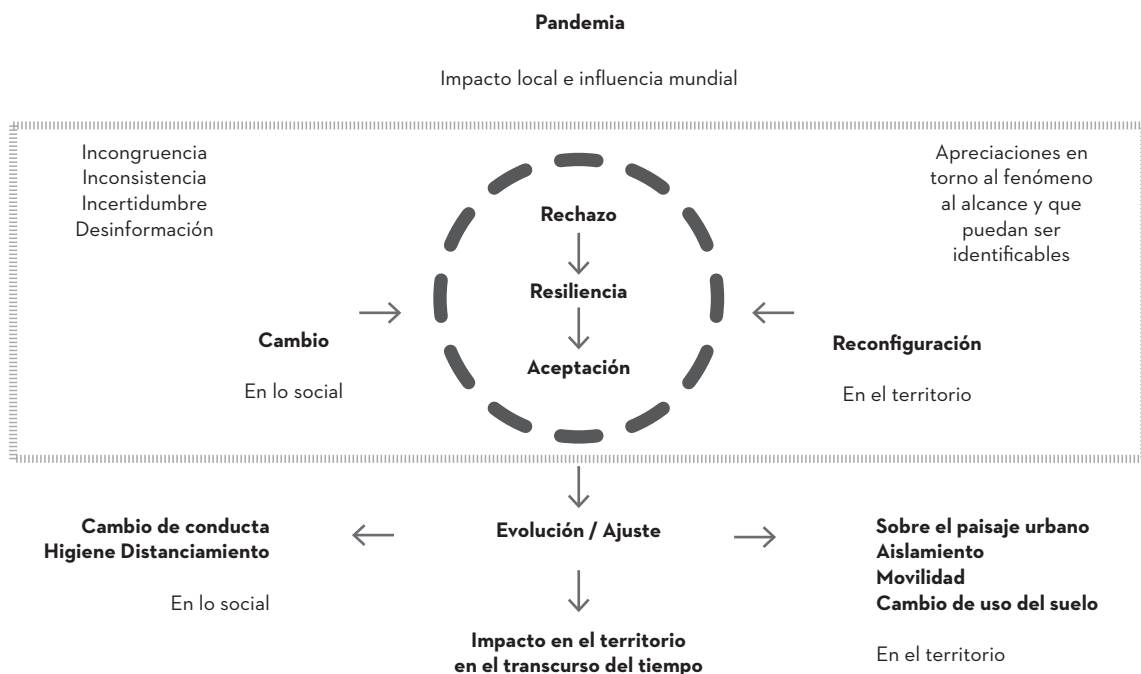 Pandemia
Impacto local e influencia mundial
Incongruencia
Inconsistencia
Incertidumbre
Desinformación
Cambio
En lo social
Rechazo
Resiliencia
Aceptación
Apreciaciones en
torno al fenómeno
al alcance y que
puedan ser
identificables
Reconfiguración
En el territorio
Cambio de conducta
Higiene Distanciamiento
En lo social
Evolución / Ajuste
Impacto en el territorio
en el transcurso del tiempo
Sobre el paisaje urbano
Aislamiento
Movilidad
Cambio de uso del suelo
En el territorio